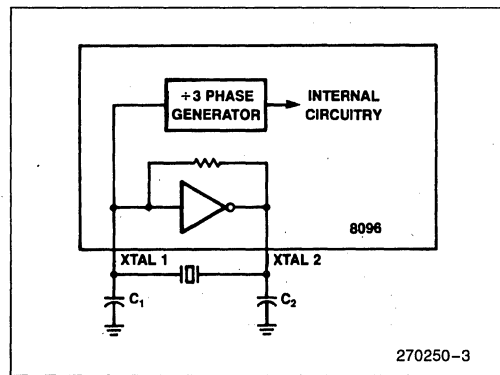 ÷3 PHASE
GENERATOR
INTERNAL
CIRCUITRY
8096
XTAL 1
XTAL 2
C₁
C₂
270250–3